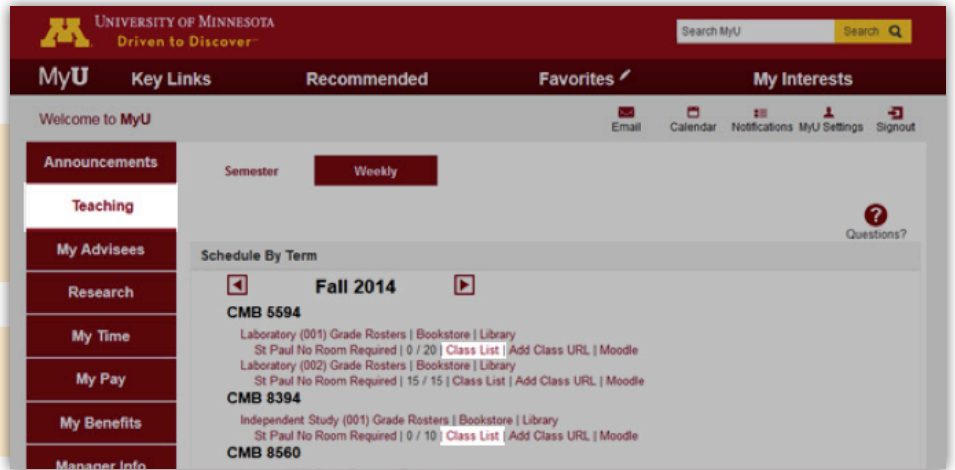 UNIVERSITY OF MINNESOTA
Driven to Discover℠
Search MyU
Search
MyU Key Links Recommended Favorites My Interests
Welcome to MyU
Email Calendar Notifications MyU Settings Signout
Announcements
Teaching
My Advisees
Research
My Time
My Pay
My Benefits
Manager Info
Semester Weekly
Questions?
Schedule By Term
Fall 2014
CMB 5594
Laboratory (001) Grade Rosters | Bookstore | Library
St Paul No Room Required | 0 / 20 | Class List | Add Class URL | Moodle
Laboratory (002) Grade Rosters | Bookstore | Library
St Paul No Room Required | 15 / 15 | Class List | Add Class URL | Moodle
CMB 8394
Independent Study (001) Grade Rosters | Bookstore | Library
St Paul No Room Required | 0 / 10 | Class List | Add Class URL | Moodle
CMB 8560